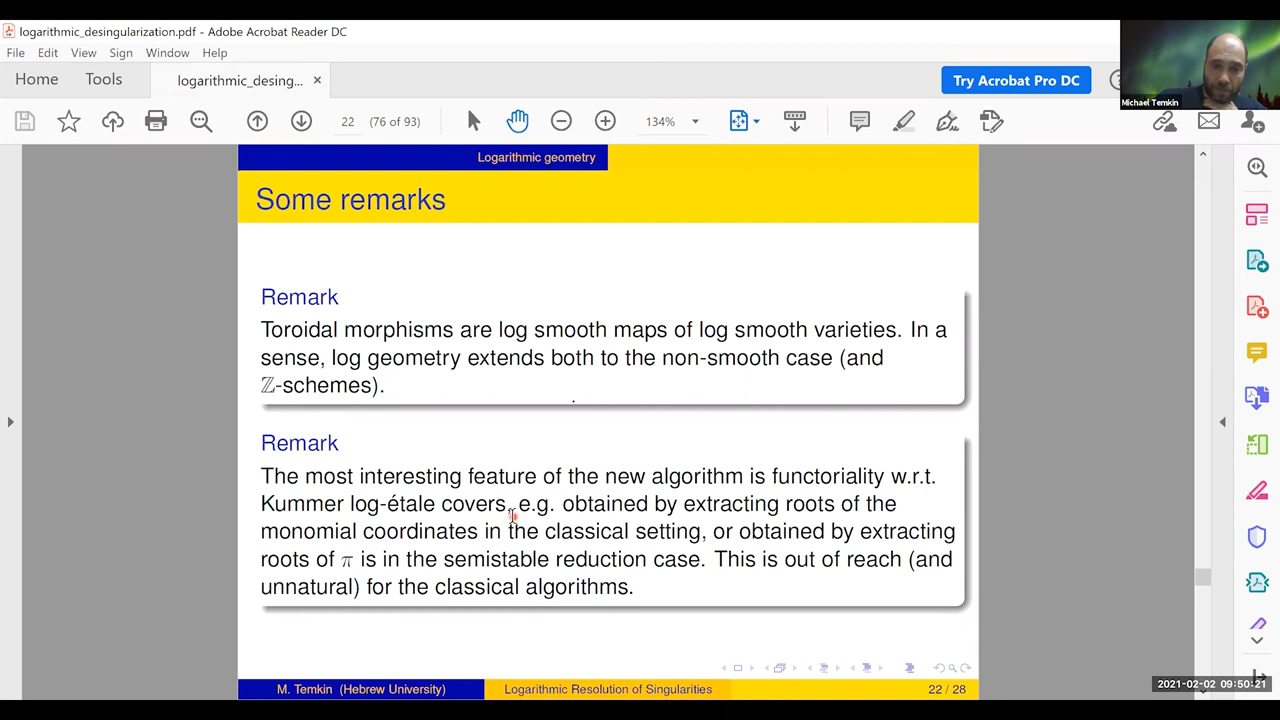 logarithmic_desingularization.pdf - Adobe Acrobat Reader DC
File Edit View Sign Window Help
Home Tools logarithmic_desing... × Try Acrobat Pro DC
22 (76 of 93) 134%
Michael Temkin
Logarithmic geometry
Some remarks
Remark
Toroidal morphisms are log smooth maps of log smooth varieties. In a
sense, log geometry extends both to the non-smooth case (and
ℤ-schemes).
Remark
The most interesting feature of the new algorithm is functoriality w.r.t.
Kummer log-étale covers, e.g. obtained by extracting roots of the
monomial coordinates in the classical setting, or obtained by extracting
roots of π is in the semistable reduction case. This is out of reach (and
unnatural) for the classical algorithms.
M. Temkin (Hebrew University) Logarithmic Resolution of Singularities 22 / 28
2021-02-02 09:50:21